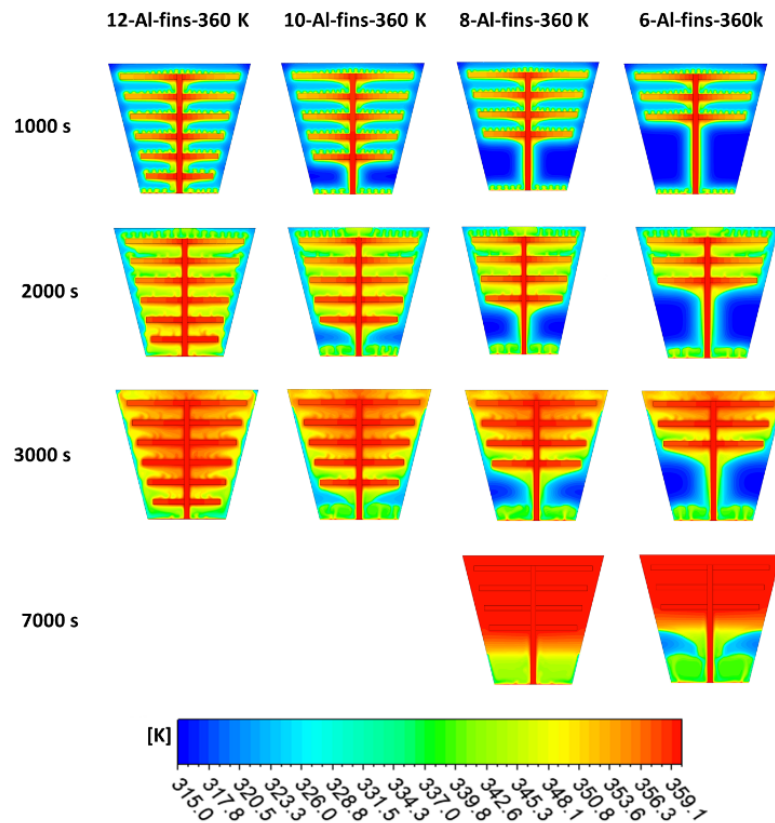 12-Al-fins-360 K 10-Al-fins-360 K 8-Al-fins-360 K 6-Al-fins-360k
1000 s
2000 s
3000 s
7000 s
[K]
315.0 317.8 320.5 323.3 326.0 328.8 331.5 334.3 337.0 339.8 342.6 345.3 348.1 350.8 353.6 356.3 359.1